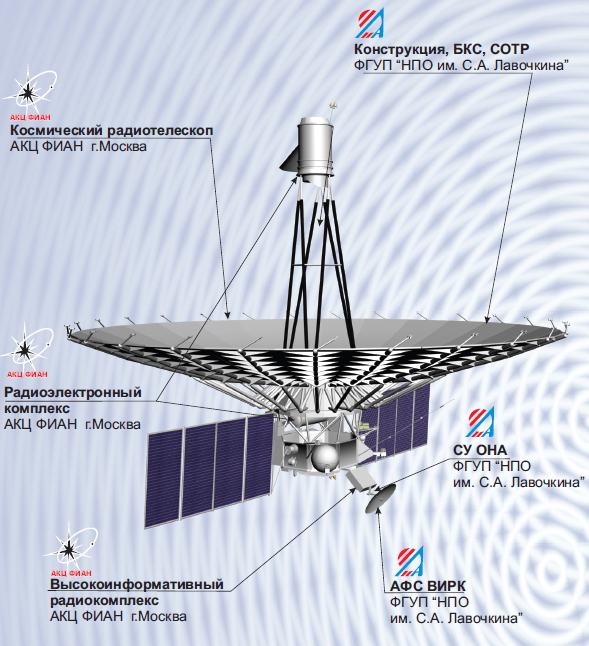 Конструкция, БКС, СОТР
ФГУП “НПО им. С.А. Лавочкина”
АКЦ ФИАН
Космический радиотелескоп
АКЦ ФИАН г.Москва
АКЦ ФИАН
Радиоэлектронный
комплекс
АКЦ ФИАН г.Москва
СУ ОНА
ФГУП “НПО
им. С.А. Лавочкина”
АКЦ ФИАН
Высокоинформативный
радиокомплекс
АКЦ ФИАН г.Москва
АФС ВИРК
ФГУП “НПО
им. С.А. Лавочкина”